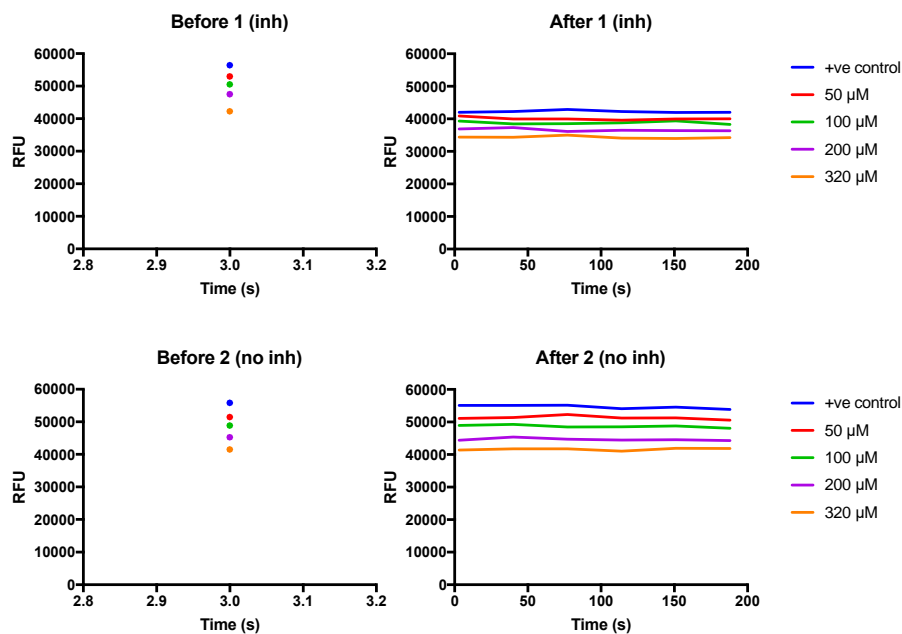 Before 1 (inh)
After 1 (inh)
60000
50000
40000
30000
20000
10000
0
RFU
2.8
2.9
3.0
3.1
3.2
Time (s)
60000
50000
40000
30000
20000
10000
0
RFU
0
50
100
150
200
Time (s)
+ve control
50 µM
100 µM
200 µM
320 µM
Before 2 (no inh)
After 2 (no inh)
60000
50000
40000
30000
20000
10000
0
RFU
2.8
2.9
3.0
3.1
3.2
Time (s)
60000
50000
40000
30000
20000
10000
0
RFU
0
50
100
150
200
Time (s)
+ve control
50 µM
100 µM
200 µM
320 µM